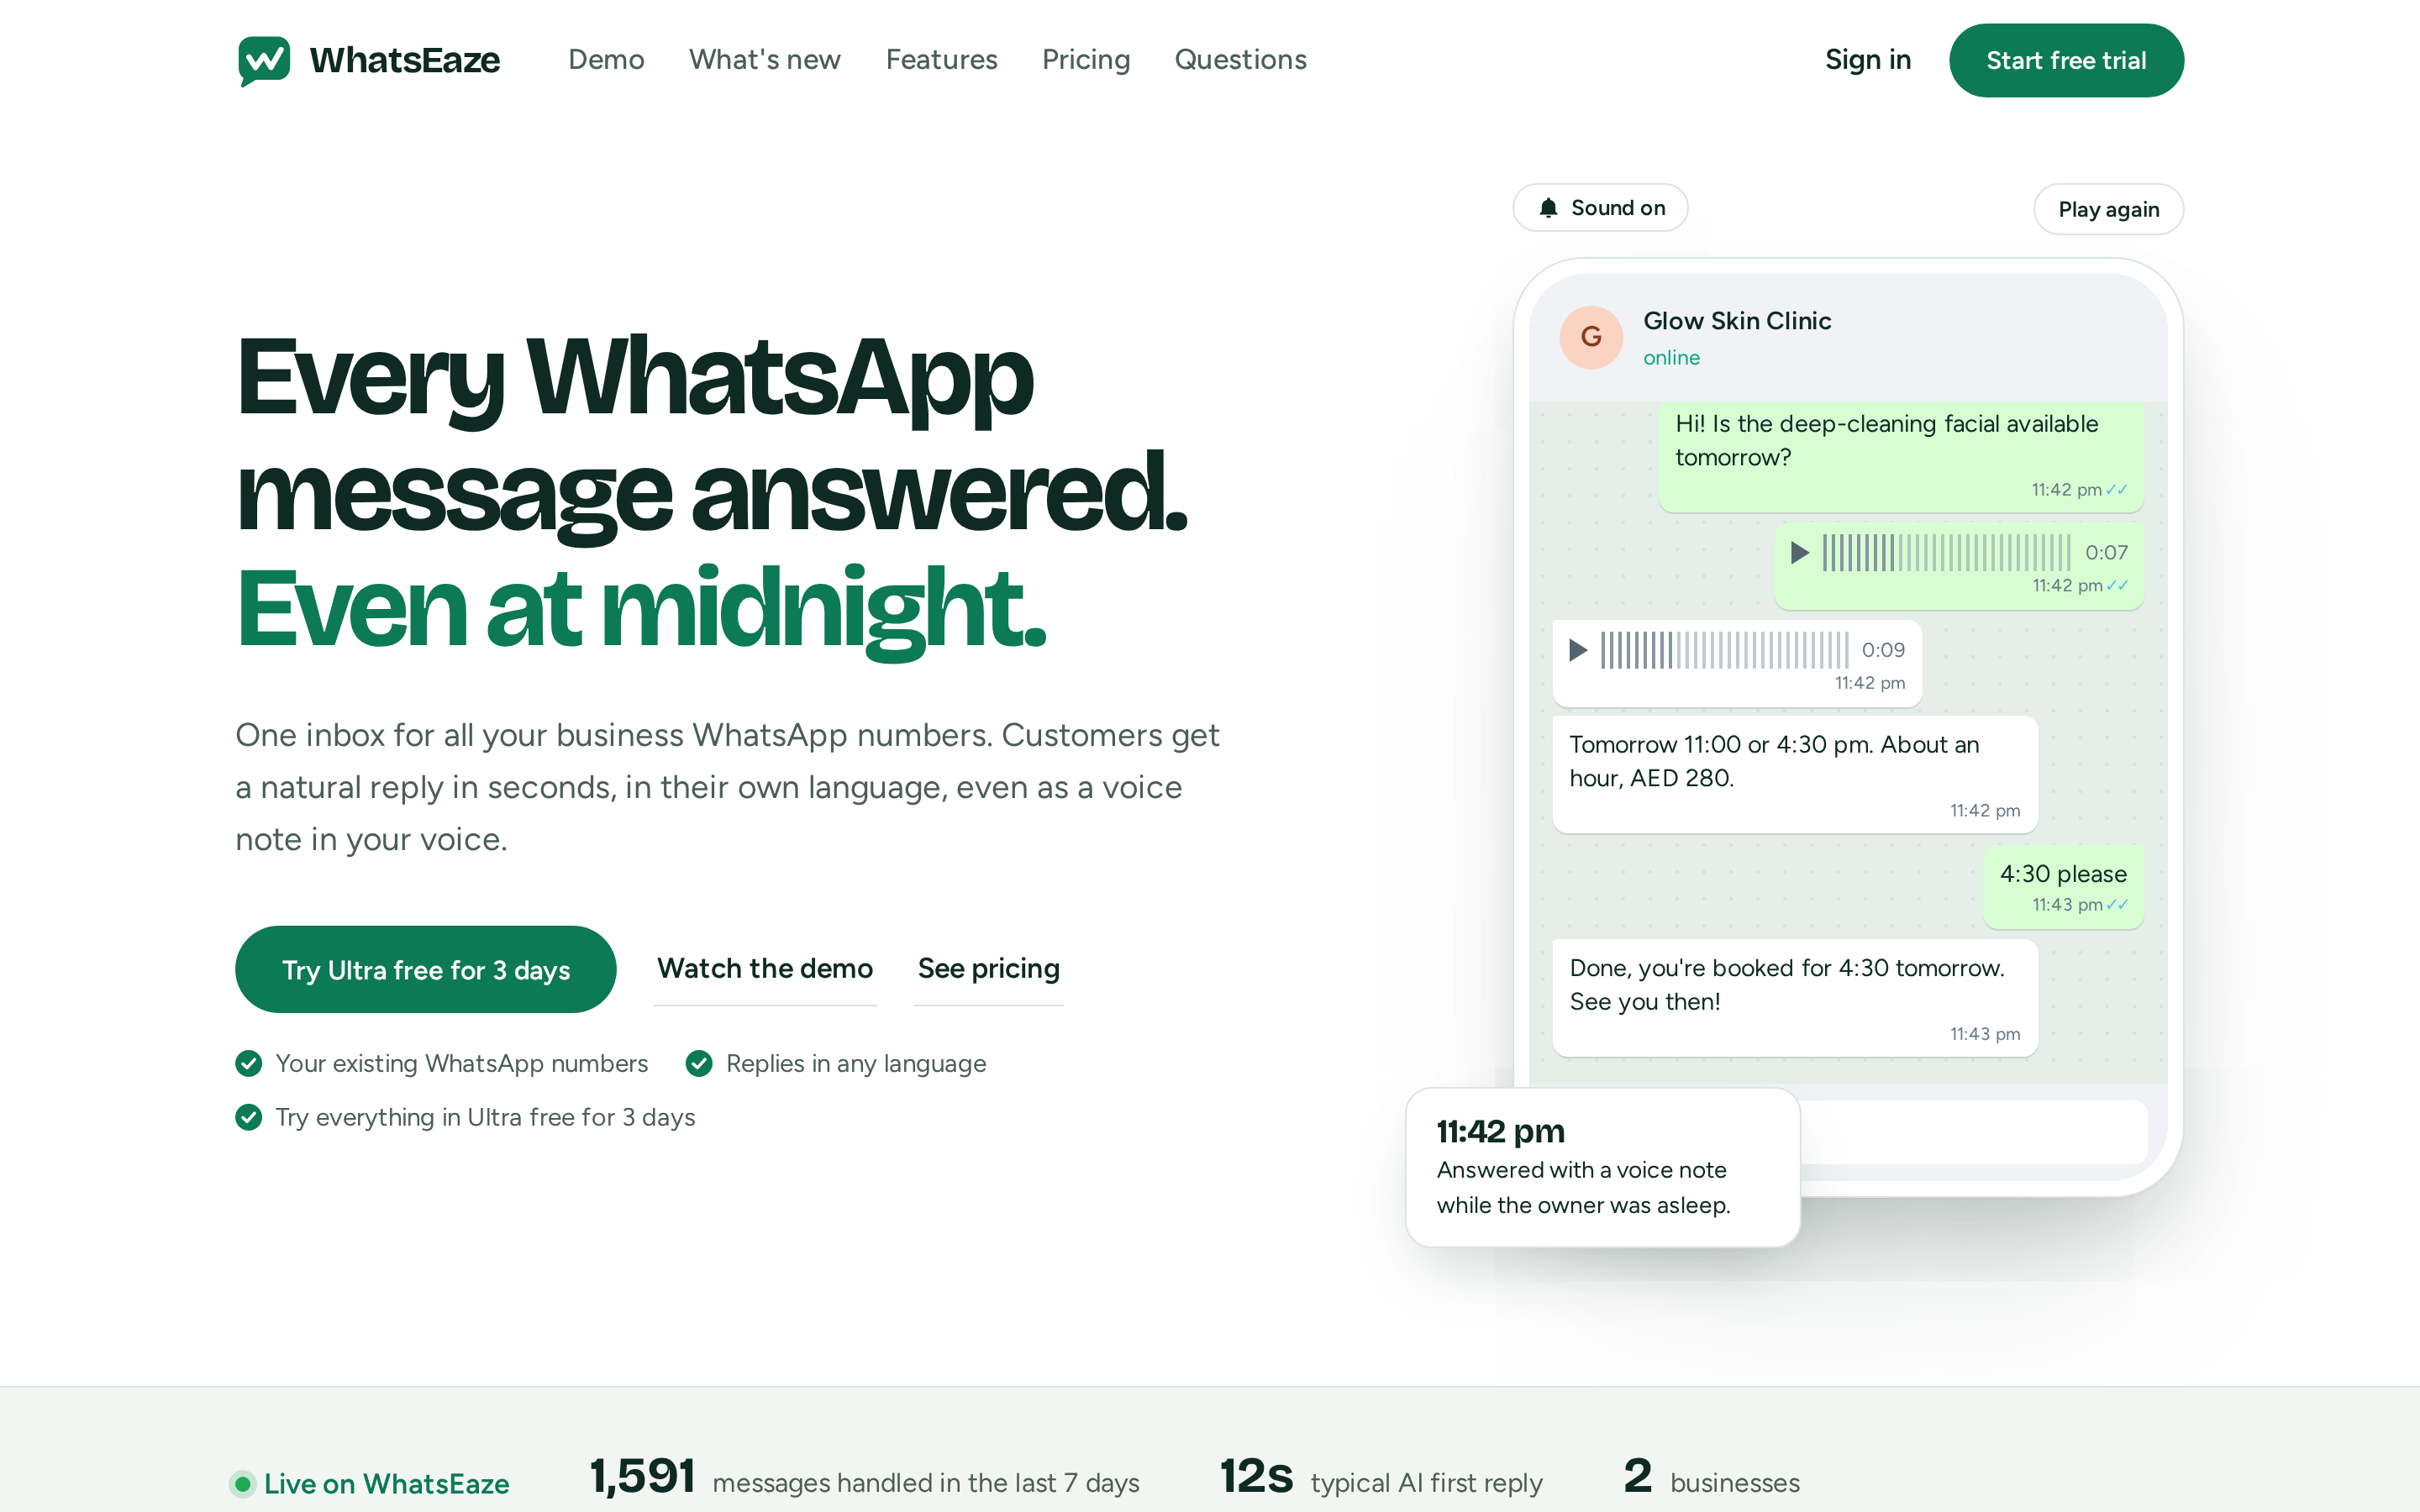 WhatsEaze
Demo
What's new
Features
Pricing
Questions
Sign in
Start free trial
Every WhatsApp
message answered.
Even at midnight.
One inbox for all your business WhatsApp numbers. Customers get
a natural reply in seconds, in their own language, even as a voice
note in your voice.
Try Ultra free for 3 days
Watch the demo
See pricing
Your existing WhatsApp numbers
Replies in any language
Try everything in Ultra free for 3 days
Sound on
Play again
G
Glow Skin Clinic
online
Hi! Is the deep-cleaning facial available
tomorrow?
11:42 pm ✓✓
0:07
11:42 pm ✓✓
0:09
11:42 pm
Tomorrow 11:00 or 4:30 pm. About an
hour, AED 280.
11:42 pm
4:30 please
11:43 pm ✓✓
Done, you're booked for 4:30 tomorrow.
See you then!
11:43 pm
11:42 pm
Answered with a voice note
while the owner was asleep.
Live on WhatsEaze
1,591 messages handled in the last 7 days
12s typical AI first reply
2 businesses